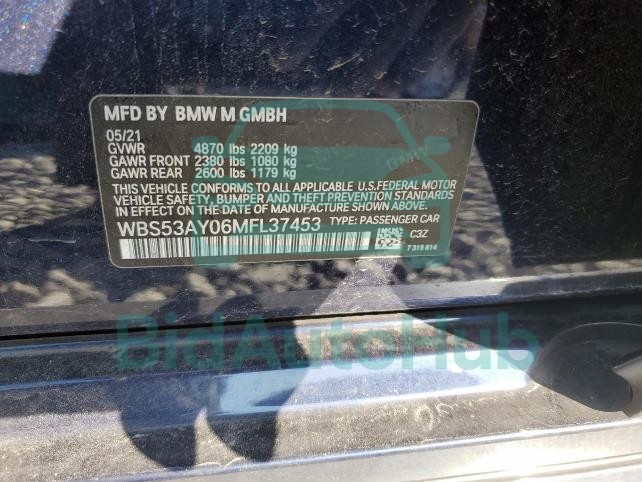 MFD BY BMW M GMBH
05/21
GVWR 4870 lbs 2209 kg
GAWR FRONT 2380 lbs 1080 kg
GAWR REAR 2600 lbs 1179 kg
THIS VEHICLE CONFORMS TO ALL APPLICABLE U.S.FEDERAL MOTOR
VEHICLE SAFETY, BUMPER AND THEFT PREVENTION STANDARDS
IN EFFECT ON THE DATE OF MANUFACTURE SHOWN ABOVE.
WBS53AY06MFL37453 TYPE: PASSENGER CAR
C3Z
7315814
BMW
BidAutoHub